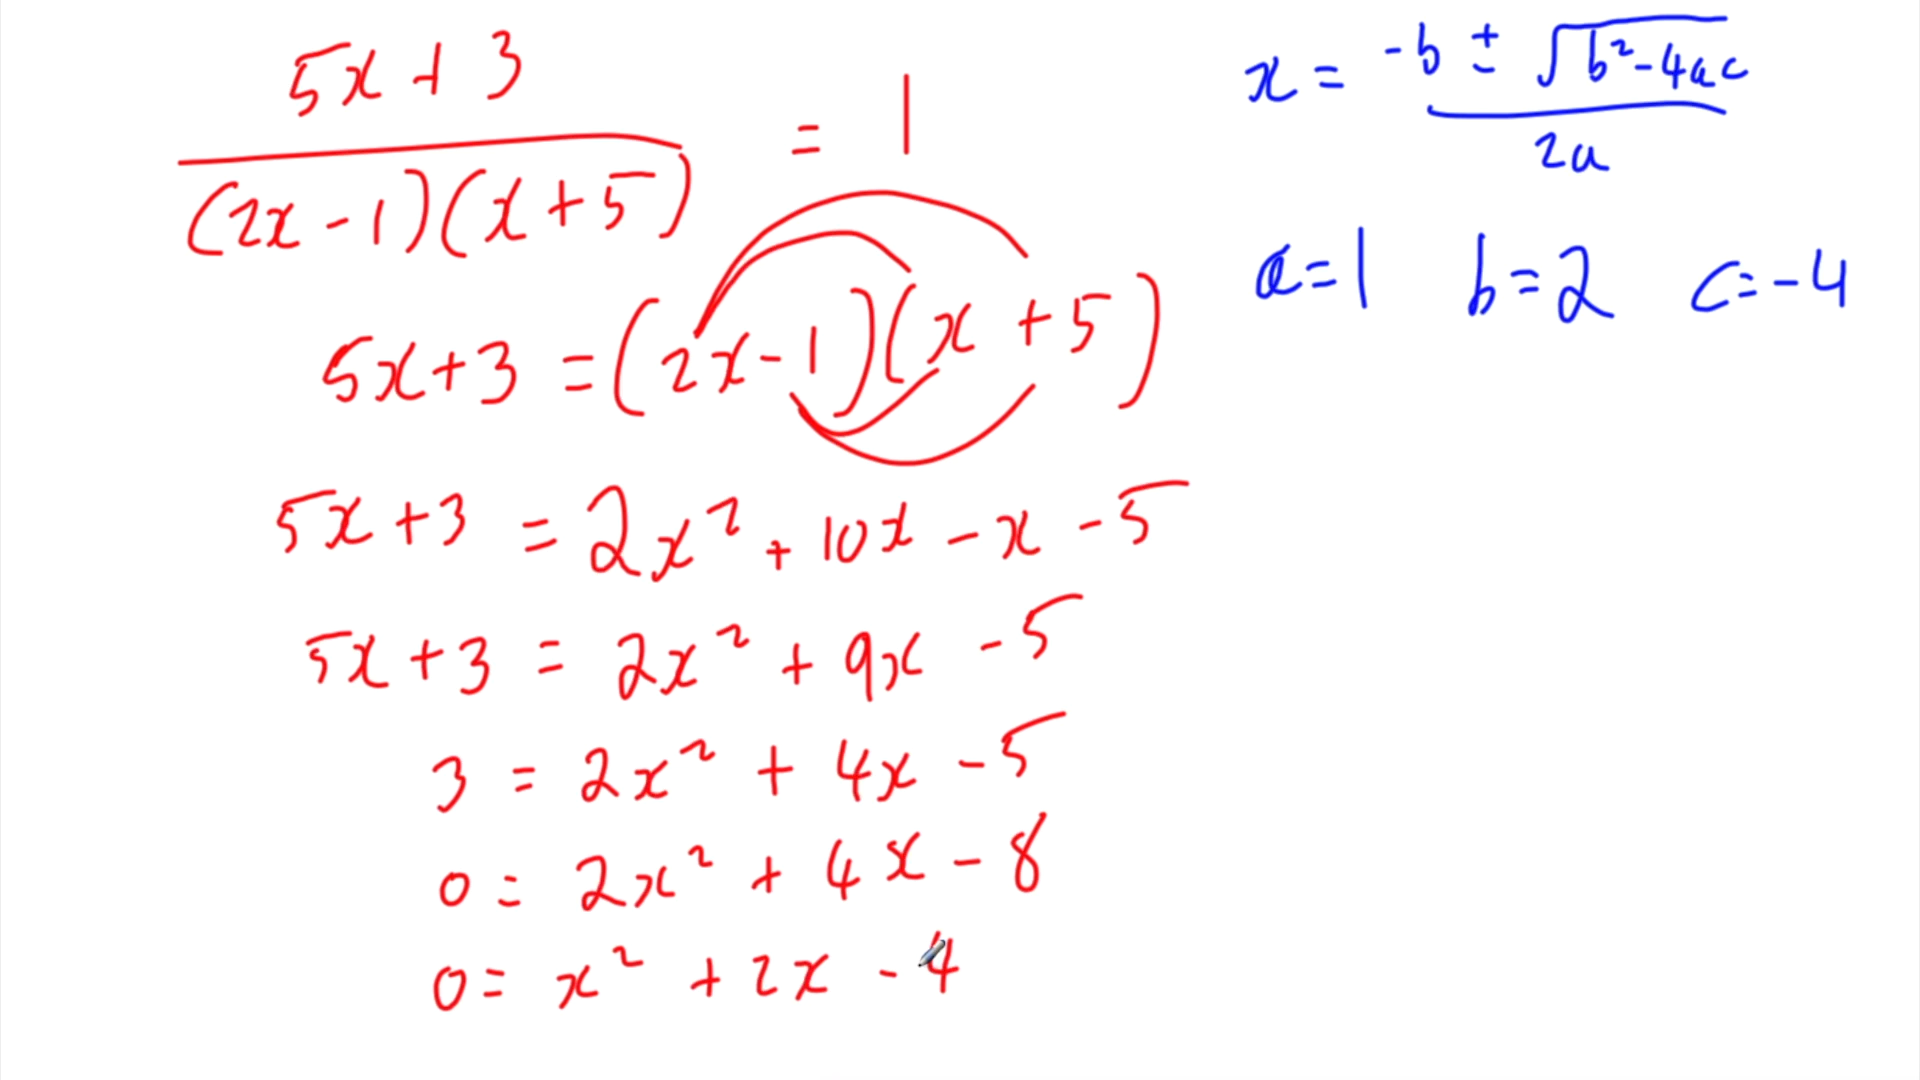 5x + 3
(2x - 1)(x + 5)
= 1
5x + 3 = (2x - 1)(x + 5)
5x + 3 = 2x² + 10x - x - 5
5x + 3 = 2x² + 9x - 5
3 = 2x² + 4x - 5
0 = 2x² + 4x - 8
0 = x² + 2x - 4
x = -b ± √b² - 4ac
2a
a = 1 b = 2 c = -4